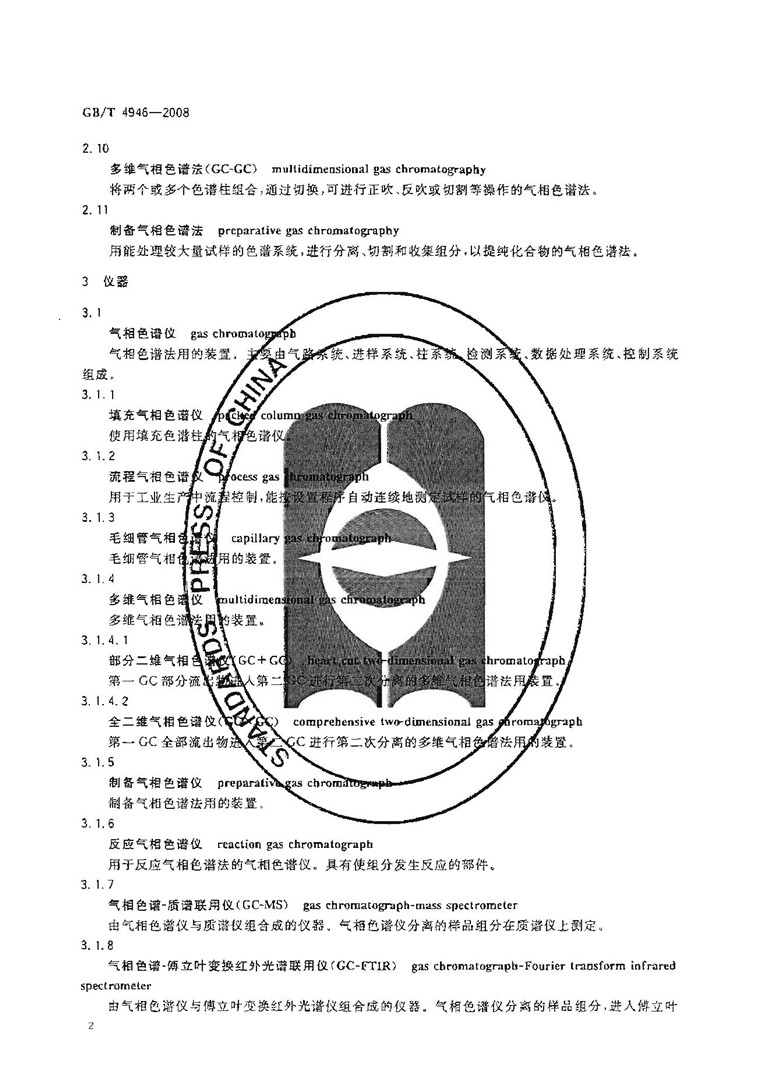 GB/T 4946—2008
2.10
多维气相色谱法(GC-GC) multidimensional gas chromatography
将两个或多个色谱柱组合,通过切换,可进行正吹、反吹或切割等操作的气相色谱法。
2.11
制备气相色谱法 preparative gas chromatography
用能处理较大量试样的色谱系统,进行分离、切割和收集组分,以提纯化合物的气相色谱法。
3 仪器
3.1
气相色谱仪 gas chromatograph
气相色谱法用的装置。主要由气路系统、进样系统、柱系统、检测系统、数据处理系统、控制系统
组成。
3.1.1
填充气相色谱仪 packed column gas chromatograph
使用填充色谱柱的气相色谱仪。
3.1.2
流程气相色谱仪 process gas chromatograph
用于工业生产中流程控制,能按设置程序自动连续地测定试样的气相色谱仪。
3.1.3
毛细管气相色谱仪 capillary gas chromatograph
毛细管气相色谱法用的装置。
3.1.4
多维气相色谱仪 multidimensional gas chromatograph
多维气相色谱法用的装置。
3.1.4.1
部分二维气相色谱仪(GC+GC) heart cut two-dimensional gas chromatograph
第一 GC 部分流出物进入第二 GC 进行第二次分离的多维气相色谱法用装置。
3.1.4.2
全二维气相色谱仪(GC×GC) comprehensive two-dimensional gas chromatograph
第一 GC 全部流出物进入第二 GC 进行第二次分离的多维气相色谱法用的装置。
3.1.5
制备气相色谱仪 preparative gas chromatograph
制备气相色谱法用的装置。
3.1.6
反应气相色谱仪 reaction gas chromatograph
用于反应气相色谱法的气相色谱仪。具有使组分发生反应的部件。
3.1.7
气相色谱-质谱联用仪(GC-MS) gas chromatograph-mass spectrometer
由气相色谱仪与质谱仪组合成的仪器。气相色谱仪分离的样品组分在质谱仪上测定。
3.1.8
气相色谱-傅立叶变换红外光谱联用仪(GC-FTIR) gas chromatograph-Fourier transform infrared
spectrometer
由气相色谱仪与傅立叶变换红外光谱仪组合成的仪器。气相色谱仪分离的样品组分,进入傅立叶
2
STANDARDS PRESS OF CHINA